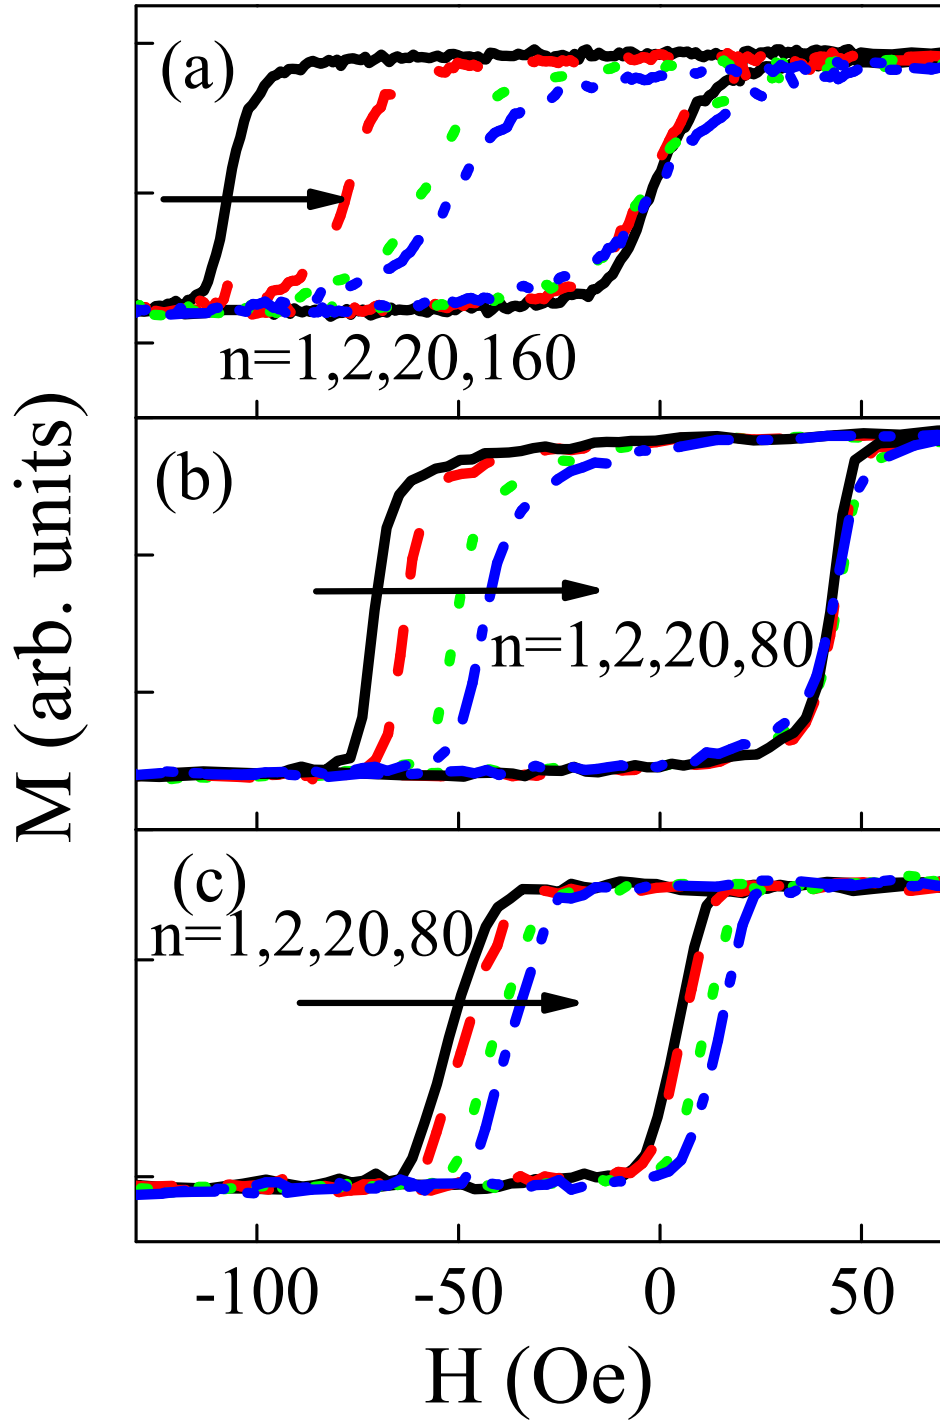 (a)
n=1,2,20,160
(b)
n=1,2,20,80
(c)
n=1,2,20,80
M (arb. units)
-100 -50 0 50
H (Oe)